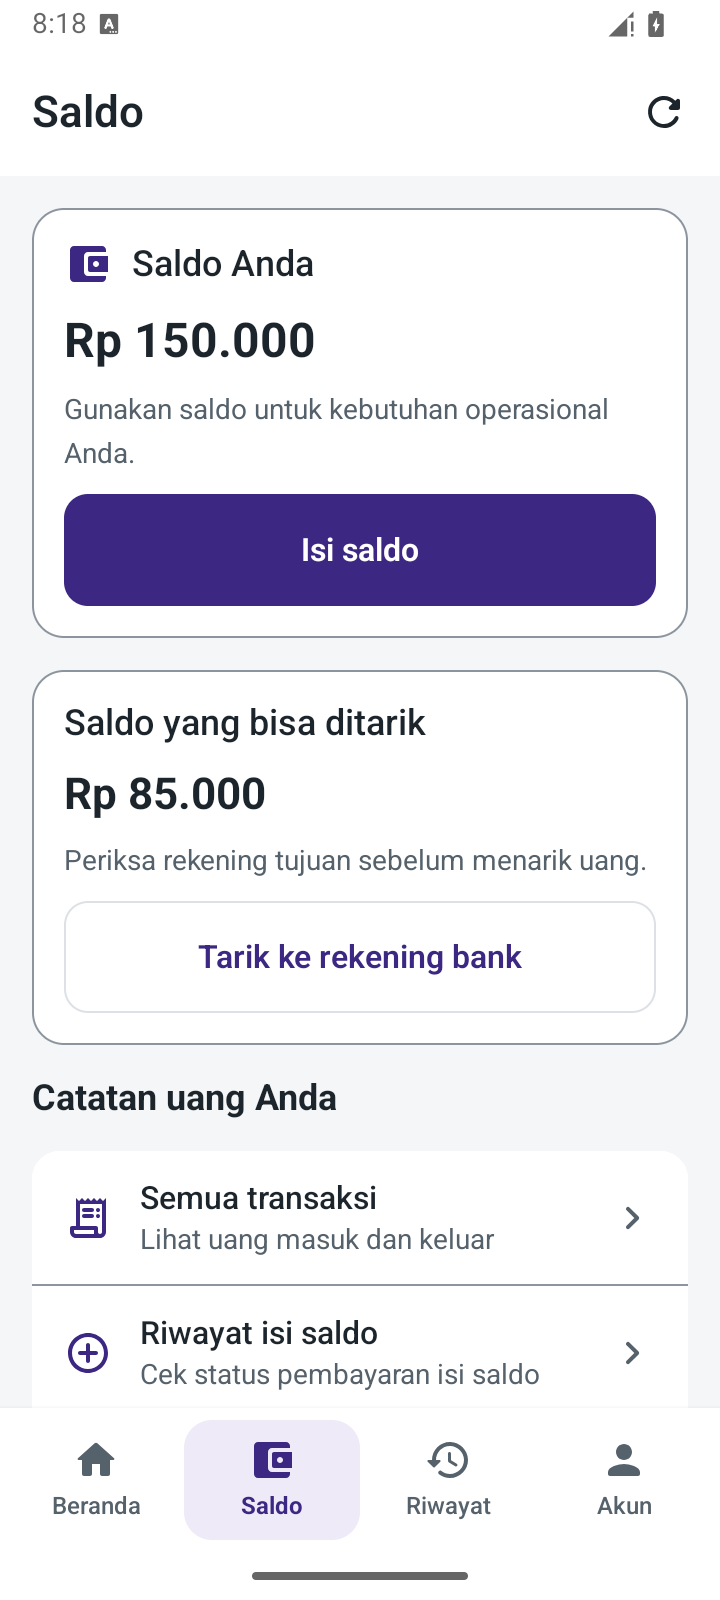 8:18
Saldo
Saldo Anda
Rp 150.000
Gunakan saldo untuk kebutuhan operasional
Anda.
Isi saldo
Saldo yang bisa ditarik
Rp 85.000
Periksa rekening tujuan sebelum menarik uang.
Tarik ke rekening bank
Catatan uang Anda
Semua transaksi
Lihat uang masuk dan keluar
Riwayat isi saldo
Cek status pembayaran isi saldo
Beranda
Saldo
Riwayat
Akun